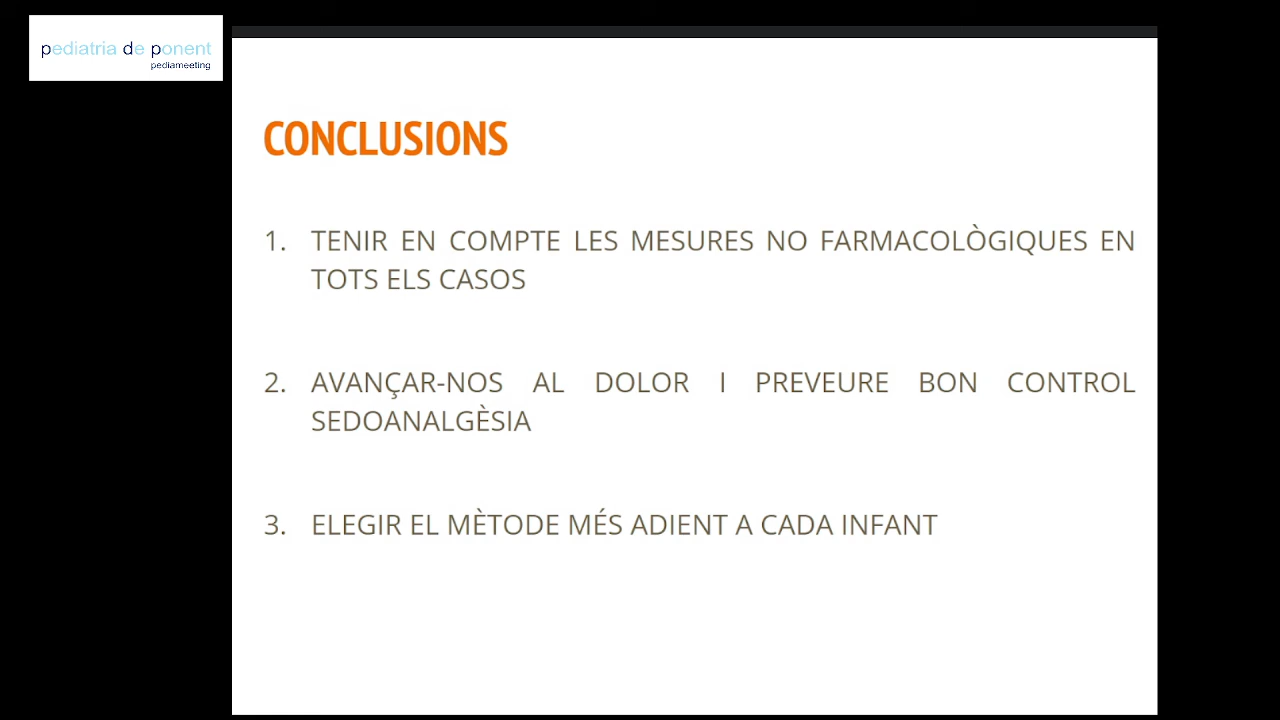 pediatria de ponent
pediameeting
CONCLUSIONS
1. TENIR EN COMPTE LES MESURES NO FARMACOLÒGIQUES EN
TOTS ELS CASOS
2. AVANÇAR-NOS AL DOLOR I PREVEURE BON CONTROL
SEDOANALGÈSIA
3. ELEGIR EL MÈTODE MÉS ADIENT A CADA INFANT